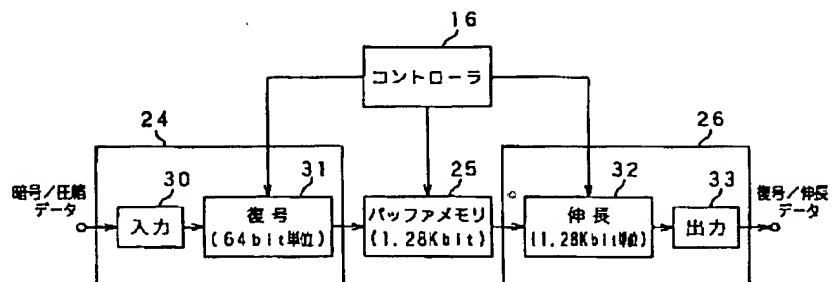 16
コントローラ
24
26
暗号/圧縮
データ
30
入力
31
復号
(64bit単位)
25
バッファメモリ
(1.28Kbit)
32
伸長
(1.28Kbit単位)
33
出力
復号/伸長
データ